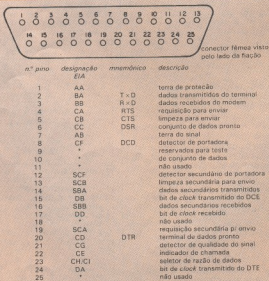 1 2 3 4 5 6 7 8 9 10 11 12 13
14 15 16 17 18 19 20 21 22 23 24 25
conector fêmea visto
pelo lado da fiação
n.º pino designação mnemônico descrição
EIA
1 AA terra de proteção
2 BA T×D dados transmitidos do terminal
3 BB R×D dados recebidos do modem
4 CA RTS requisição para enviar
5 CB CTS limpeza para enviar
6 CC DSR conjunto de dados pronto
7 AB terra do sinal
8 CF DCD detector de portadora
9 * reservados para teste
10 * de conjunto de dados
11 * não usado
12 SCF detector secundário de portadora
13 SCB limpeza secundária para envio
14 SBA dados secundários transmitidos
15 DB bit de clock transmitido do DCE
16 SBB dados secundários recebidos
17 DD bit de clock recebido
18 * não usado
19 SCA requisição secundária p/ envio
20 CD DTR terminal de dados pronto
21 CG detector de qualidade do sinal
22 CE indicador de chamada
23 CH/CI seletor de razão de dados
24 DA bit de clock transmitido do DTE
25 * não usado